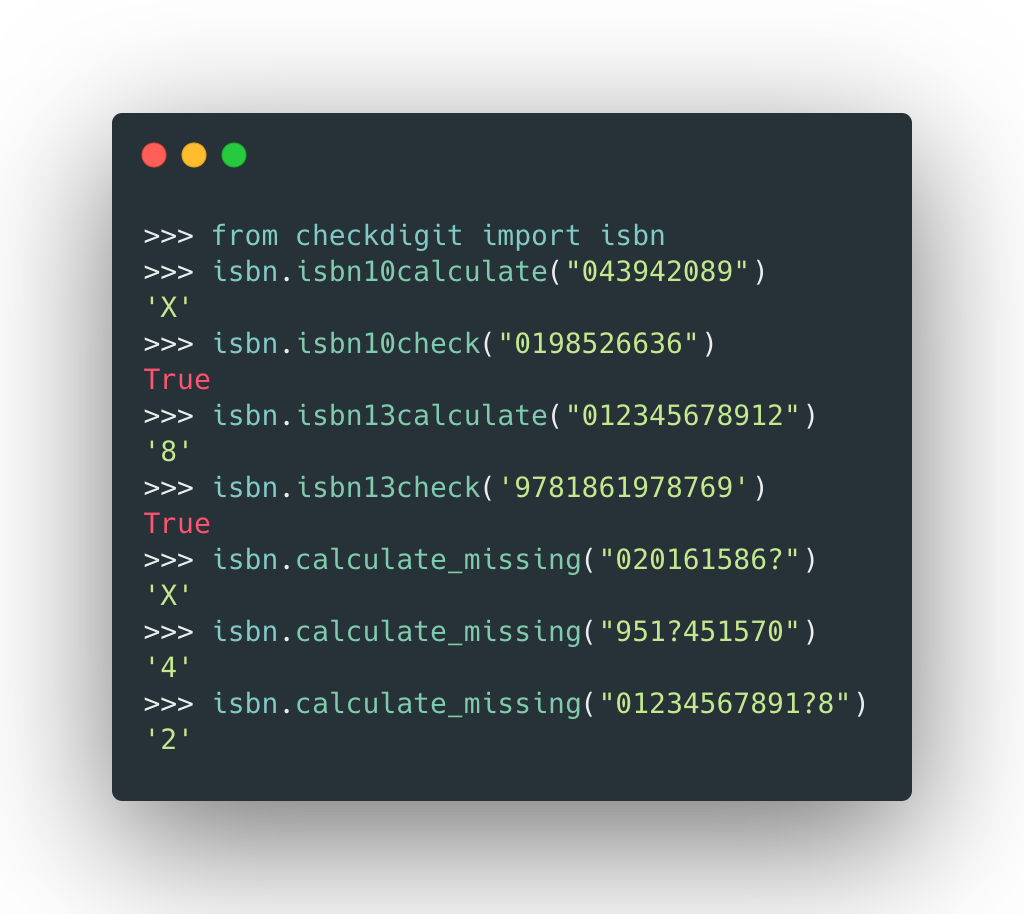 >>> from checkdigit import isbn
>>> isbn.isbn10calculate("043942089")
'X'
>>> isbn.isbn10check("0198526636")
True
>>> isbn.isbn13calculate("012345678912")
'8'
>>> isbn.isbn13check('9781861978769')
True
>>> isbn.calculate_missing("020161586?")
'X'
>>> isbn.calculate_missing("951?451570")
'4'
>>> isbn.calculate_missing("01234567891?8")
'2'